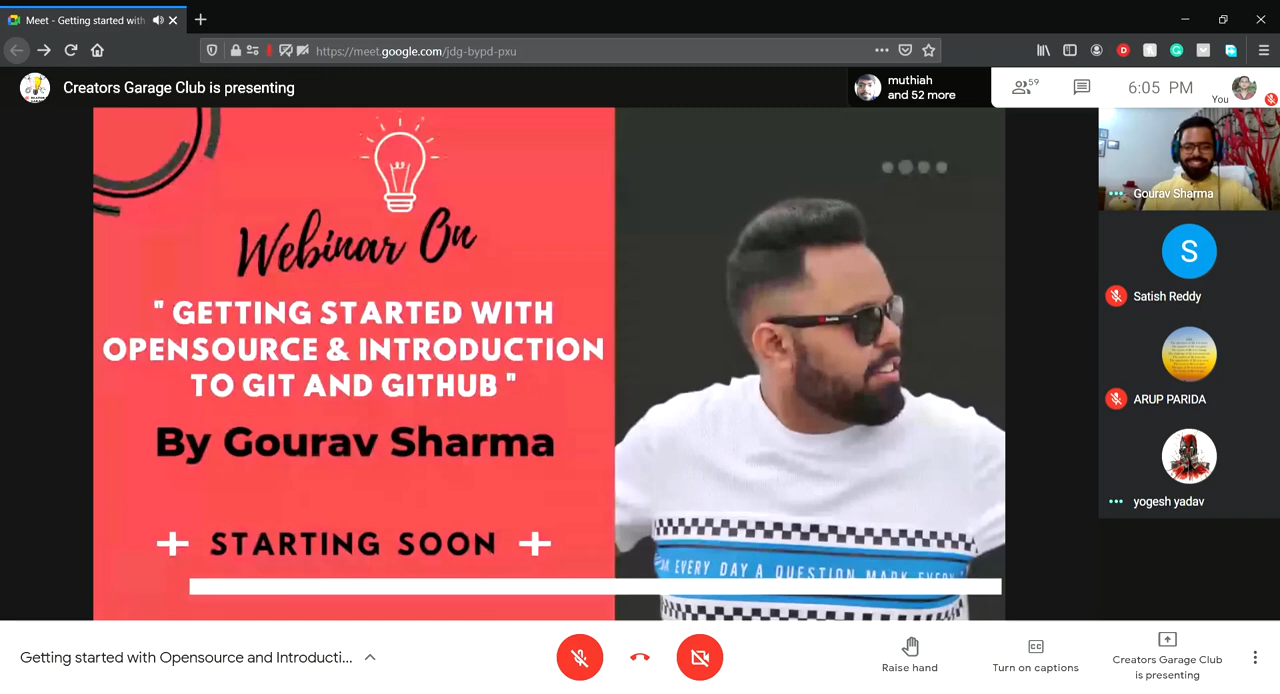 Meet - Getting started with
https://meet.google.com/jdg-bypd-pxu
Creators Garage Club is presenting
muthiah
and 52 more
59
6:05 PM
You
Webinar On
" GETTING STARTED WITH
OPENSOURCE & INTRODUCTION
TO GIT AND GITHUB "
By Gourav Sharma
STARTING SOON
EVERY DAY A QUESTION MARK EVERY
Gourav Sharma
S
Satish Reddy
ARUP PARIDA
yogesh yadav
Getting started with Opensource and Introducti...
Raise hand
CC
Turn on captions
Creators Garage Club
is presenting